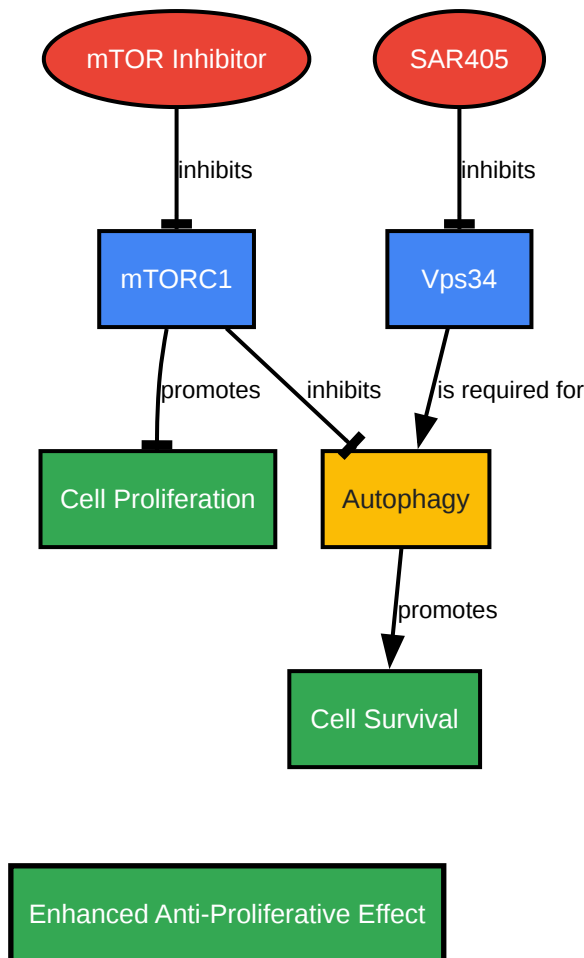 mTOR Inhibitor
SAR405
inhibits
inhibits
mTORC1
Vps34
promotes
inhibits
is required for
Cell Proliferation
Autophagy
promotes
Cell Survival
Enhanced Anti-Proliferative Effect